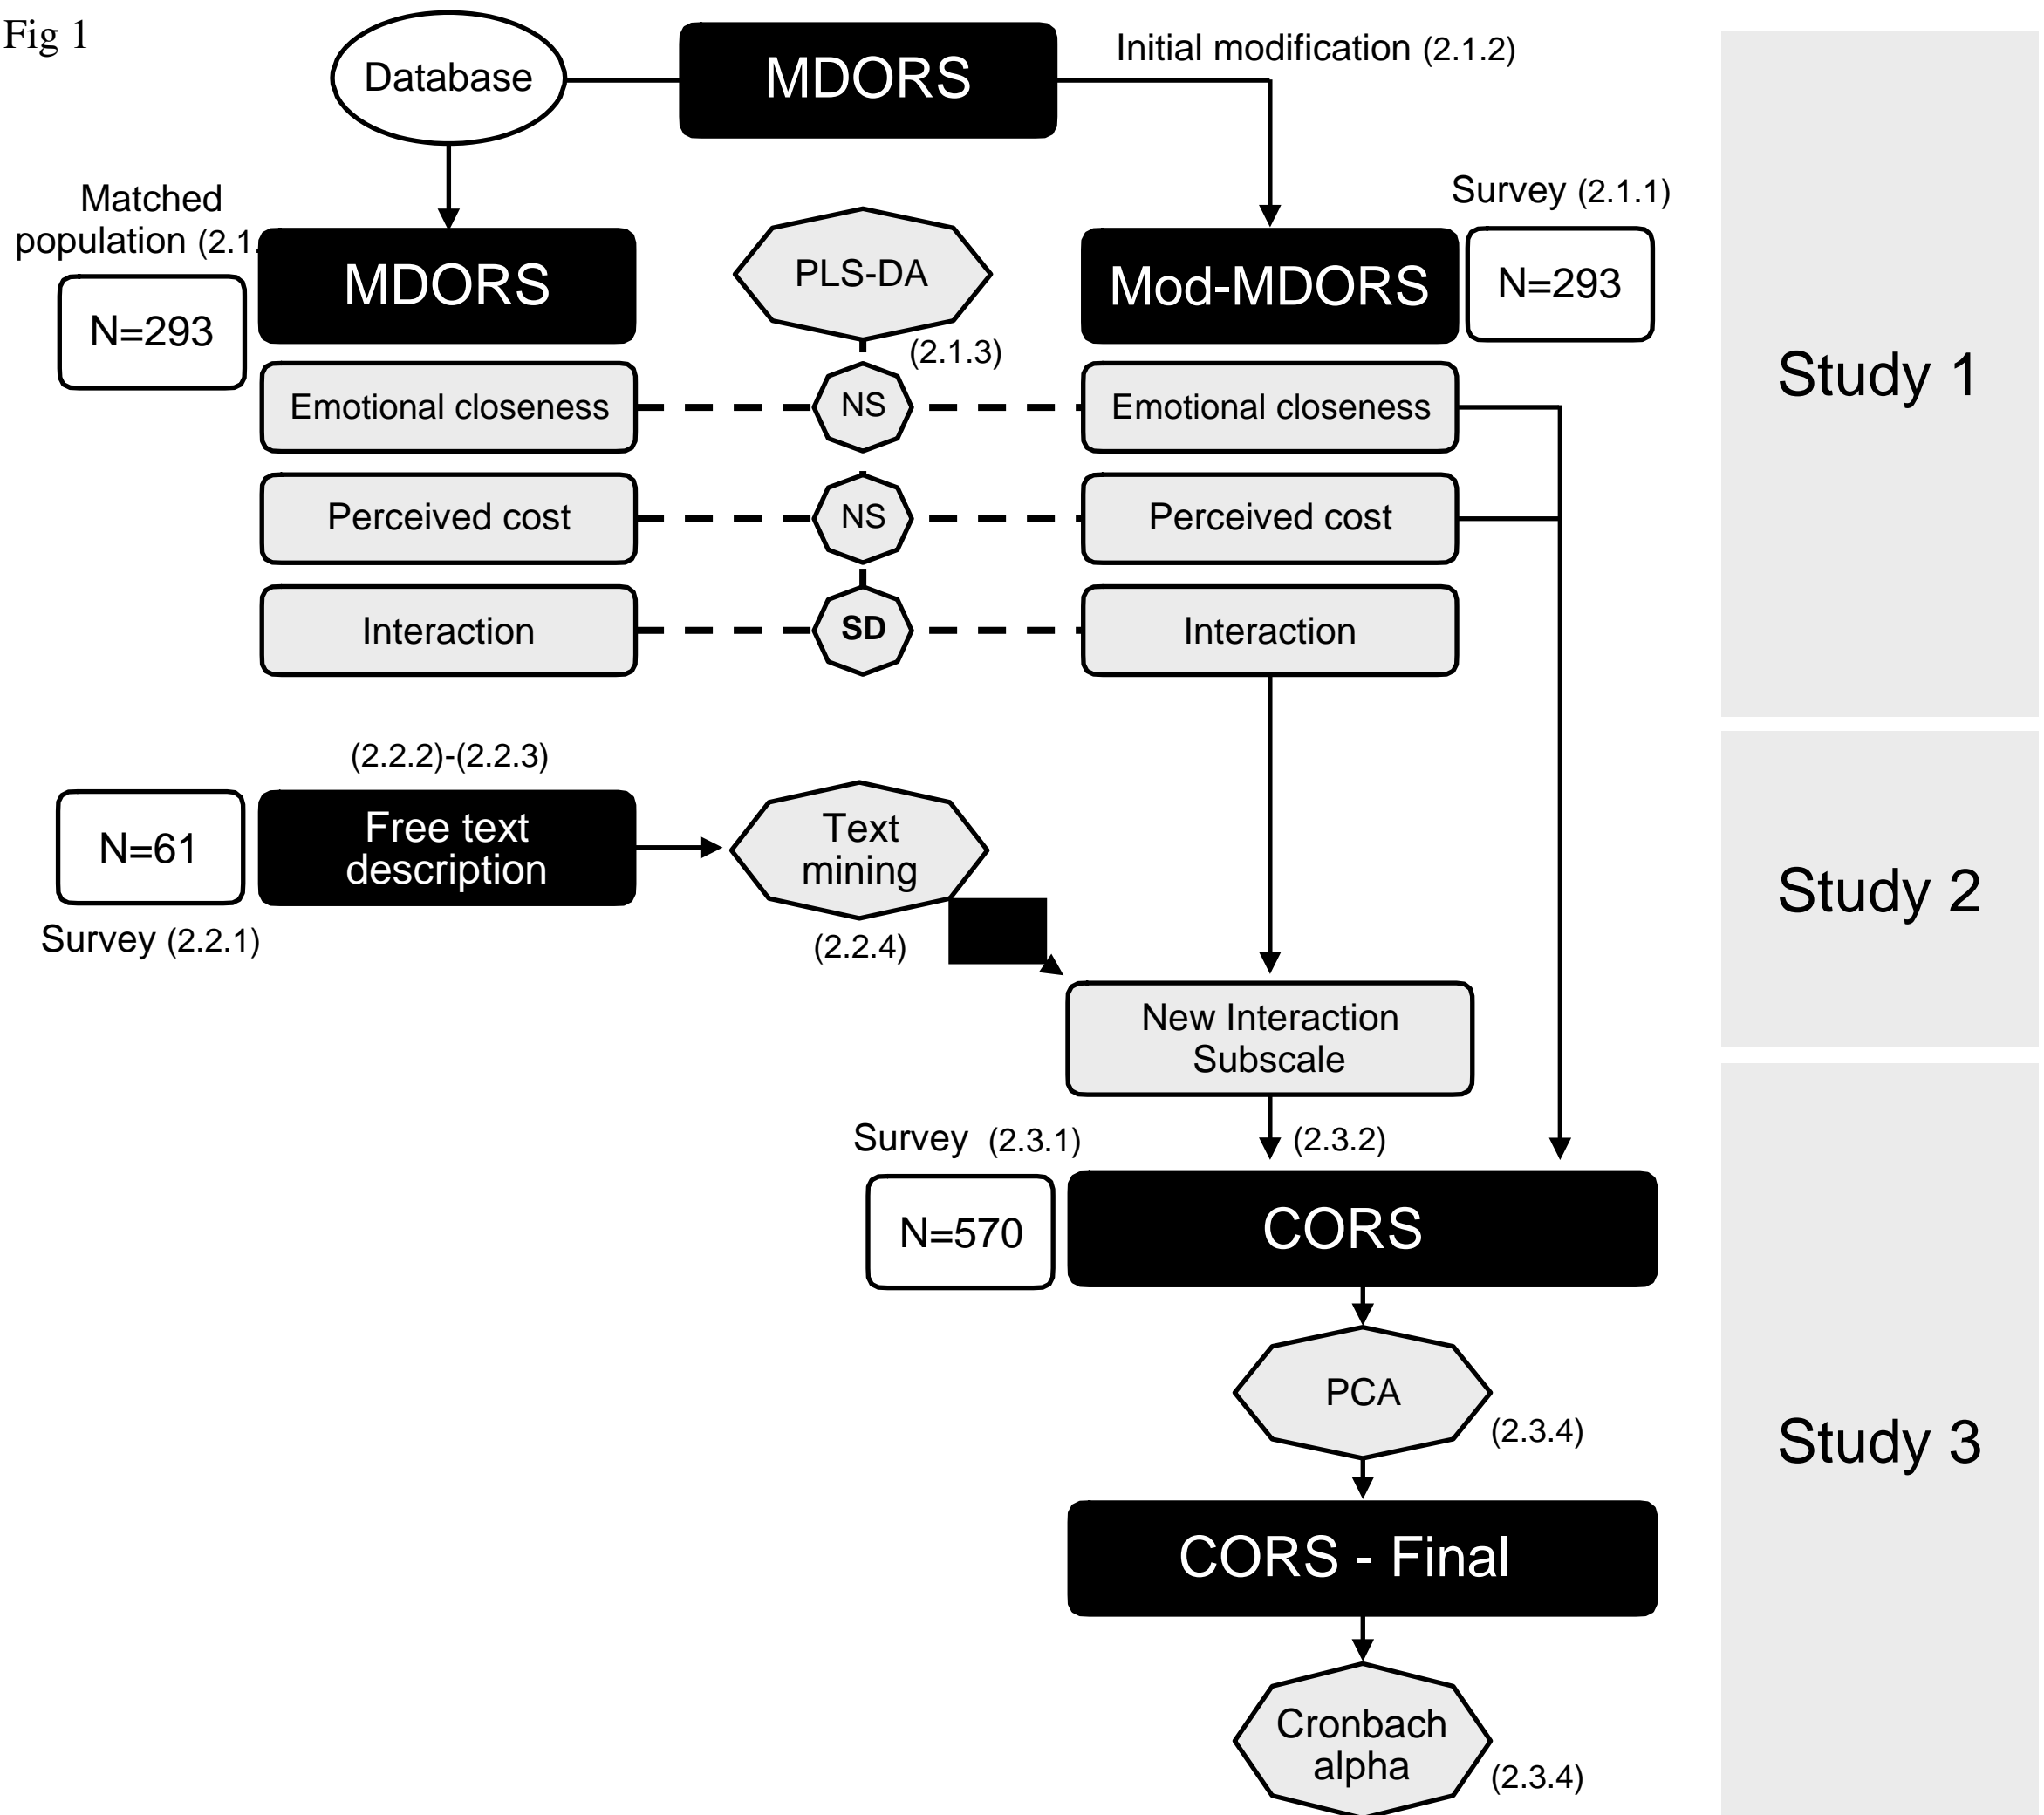 Fig 1
Database
MDORS
Initial modification (2.1.2)
Matched
population (2.1.
Survey (2.1.1)
N=293
MDORS
PLS-DA
(2.1.3)
Mod-MDORS
N=293
Study 1
Emotional closeness
NS
Emotional closeness
Perceived cost
NS
Perceived cost
Interaction
SD
Interaction
(2.2.2)-(2.2.3)
N=61
Free text
description
Survey (2.2.1)
Text
mining
(2.2.4)
Study 2
New Interaction
Subscale
Survey (2.3.1)
(2.3.2)
N=570
CORS
PCA
(2.3.4)
Study 3
CORS - Final
Cronbach
alpha
(2.3.4)